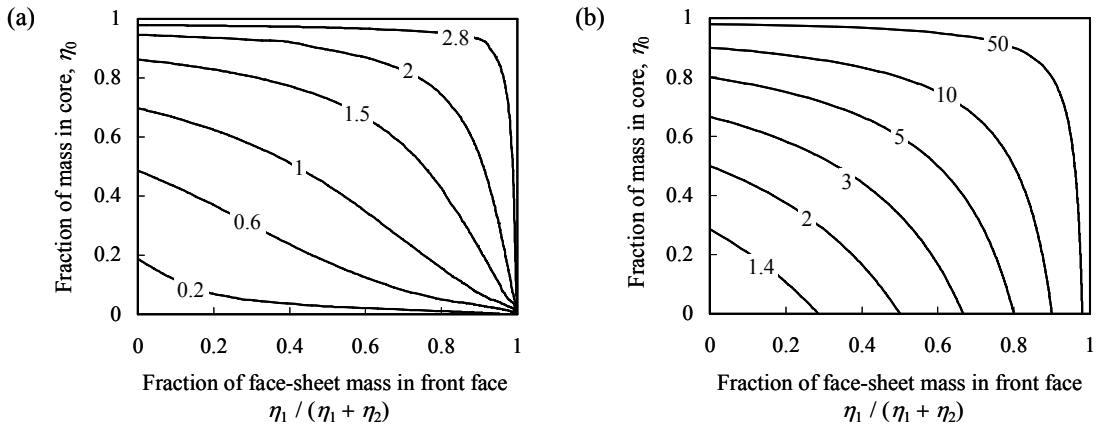 (a)
Fraction of mass in core, η0
1
0.8
0.6
0.4
0.2
0
2.8
2
1.5
1
0.6
0.2
0 0.2 0.4 0.6 0.8 1
Fraction of face-sheet mass in front face
η1 / (η1 + η2)
(b)
Fraction of mass in core, η0
1
0.8
0.6
0.4
0.2
0
50
10
5
3
2
1.4
0 0.2 0.4 0.6 0.8 1
Fraction of face-sheet mass in front face
η1 / (η1 + η2)